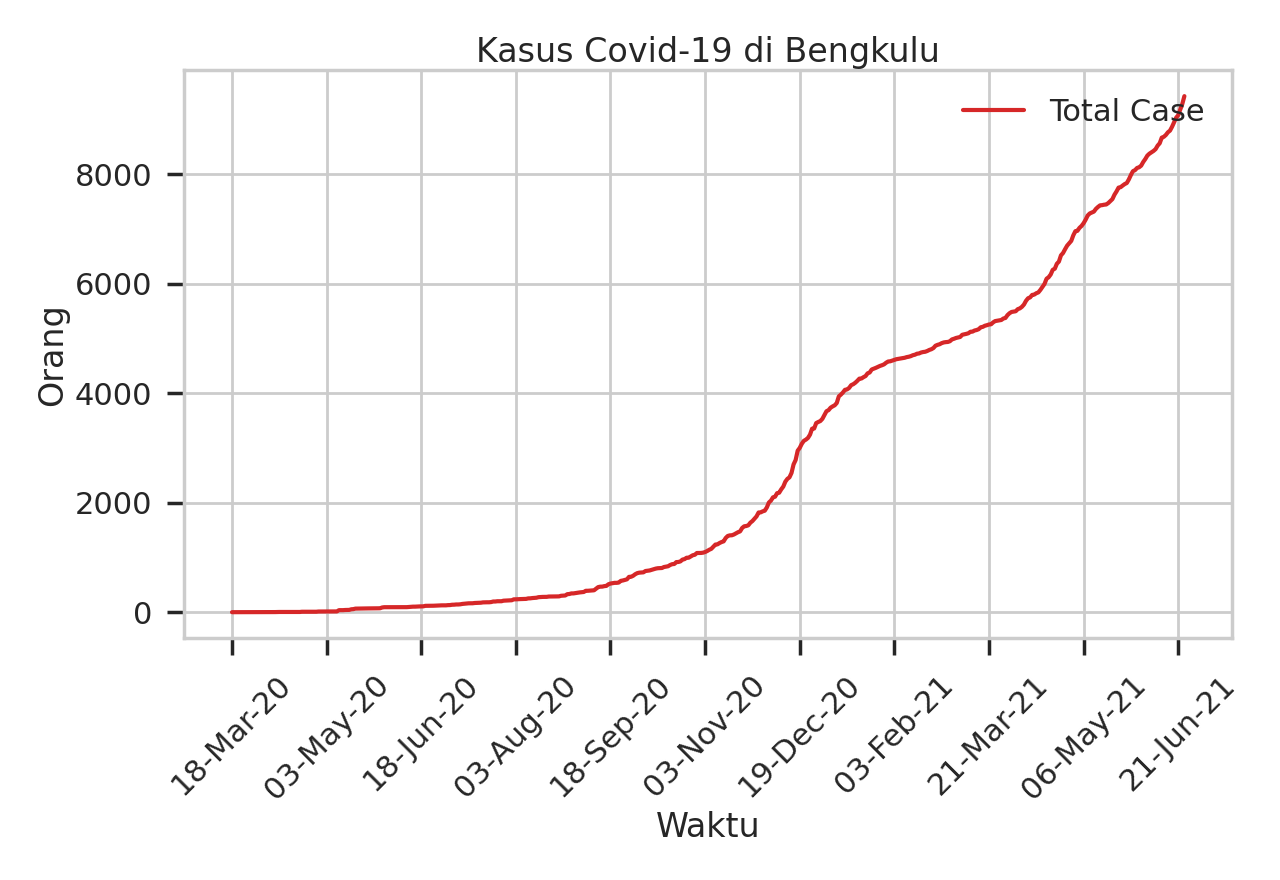 Kasus Covid-19 di Bengkulu
Total Case
Orang
8000
6000
4000
2000
0
18-Mar-20
03-May-20
18-Jun-20
03-Aug-20
18-Sep-20
03-Nov-20
19-Dec-20
03-Feb-21
21-Mar-21
06-May-21
21-Jun-21
Waktu